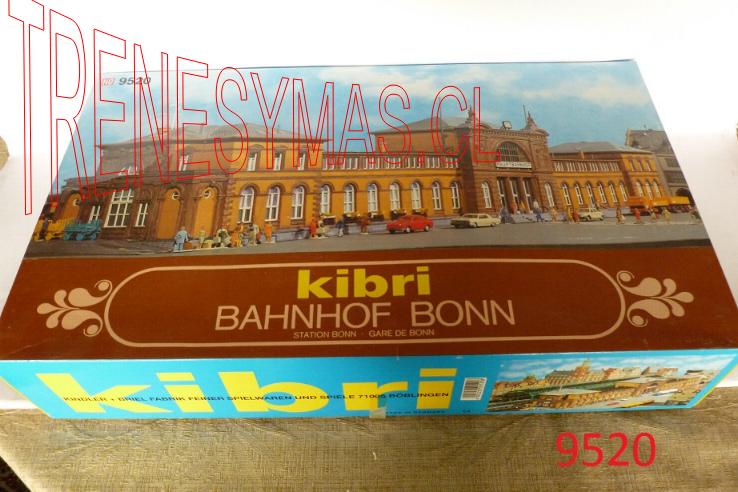 TRENESYMAS CL
9520
kibri
BAHNHOF BONN
STATION BONN · GARE DE BONN
kibri
KINDLER + BRIEL FABRIK FEINER SPIELWAREN UND SPIELE 71005 BÖBLINGEN
9520